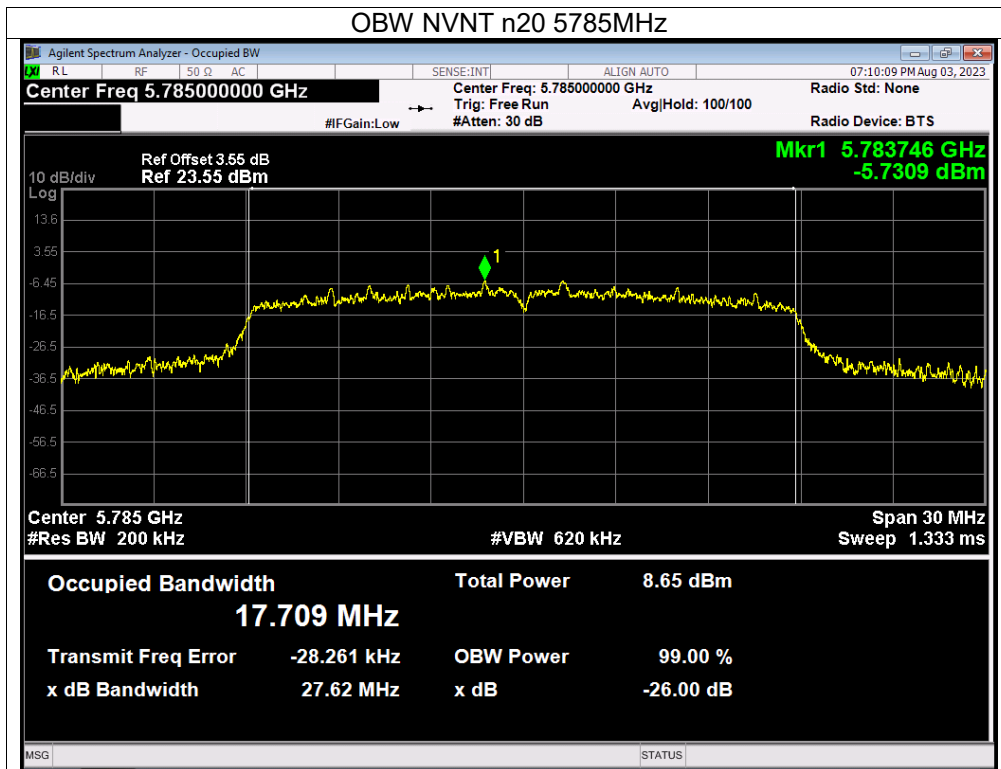 OBW NVNT n20 5785MHz
Agilent Spectrum Analyzer - Occupied BW
LXI RL RF 50 Ω AC SENSE:INT ALIGN AUTO 07:10:09 PM Aug 03, 2023
Center Freq 5.785000000 GHz Center Freq: 5.785000000 GHz Radio Std: None
Trig: Free Run Avg|Hold: 100/100
#IFGain:Low #Atten: 30 dB Radio Device: BTS
Mkr1 5.783746 GHz
-5.7309 dBm
Ref Offset 3.55 dB
10 dB/div Ref 23.55 dBm
Log
13.6
3.55
1
-6.45
-16.5
-26.5
-36.5
-46.5
-56.5
-66.5
Center 5.785 GHz Span 30 MHz
#Res BW 200 kHz #VBW 620 kHz Sweep 1.333 ms
Occupied Bandwidth Total Power 8.65 dBm
17.709 MHz
Transmit Freq Error -28.261 kHz OBW Power 99.00 %
x dB Bandwidth 27.62 MHz x dB -26.00 dB
MSG STATUS